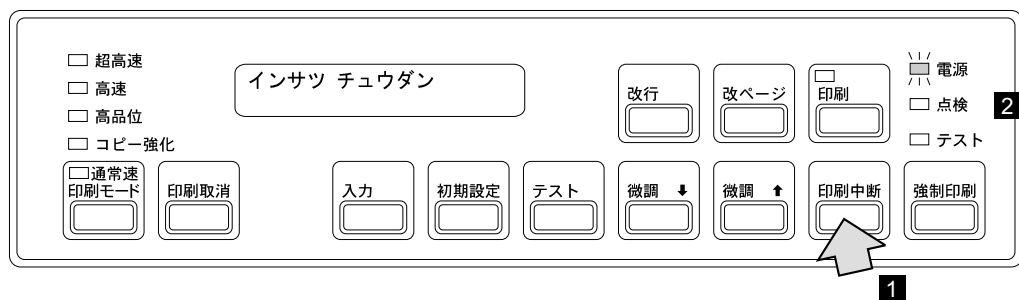 超高速
高速
高品位
コピー強化
通常速
印刷モード
印刷取消
インサツ チュウダン
改行
改ページ
印刷
電源
点検
テスト
2
入力
初期設定
テスト
微調 ⬇
微調 ⬆
印刷中断
強制印刷
1